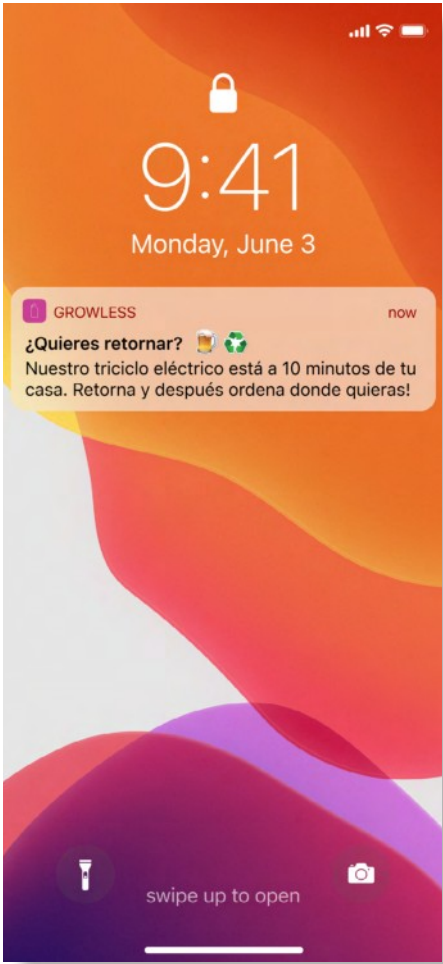 9:41
Monday, June 3
GROWLESS now
¿Quieres retornar? 🍺 ♻️
Nuestro triciclo eléctrico está a 10 minutos de tu
casa. Retorna y después ordena donde quieras!
swipe up to open